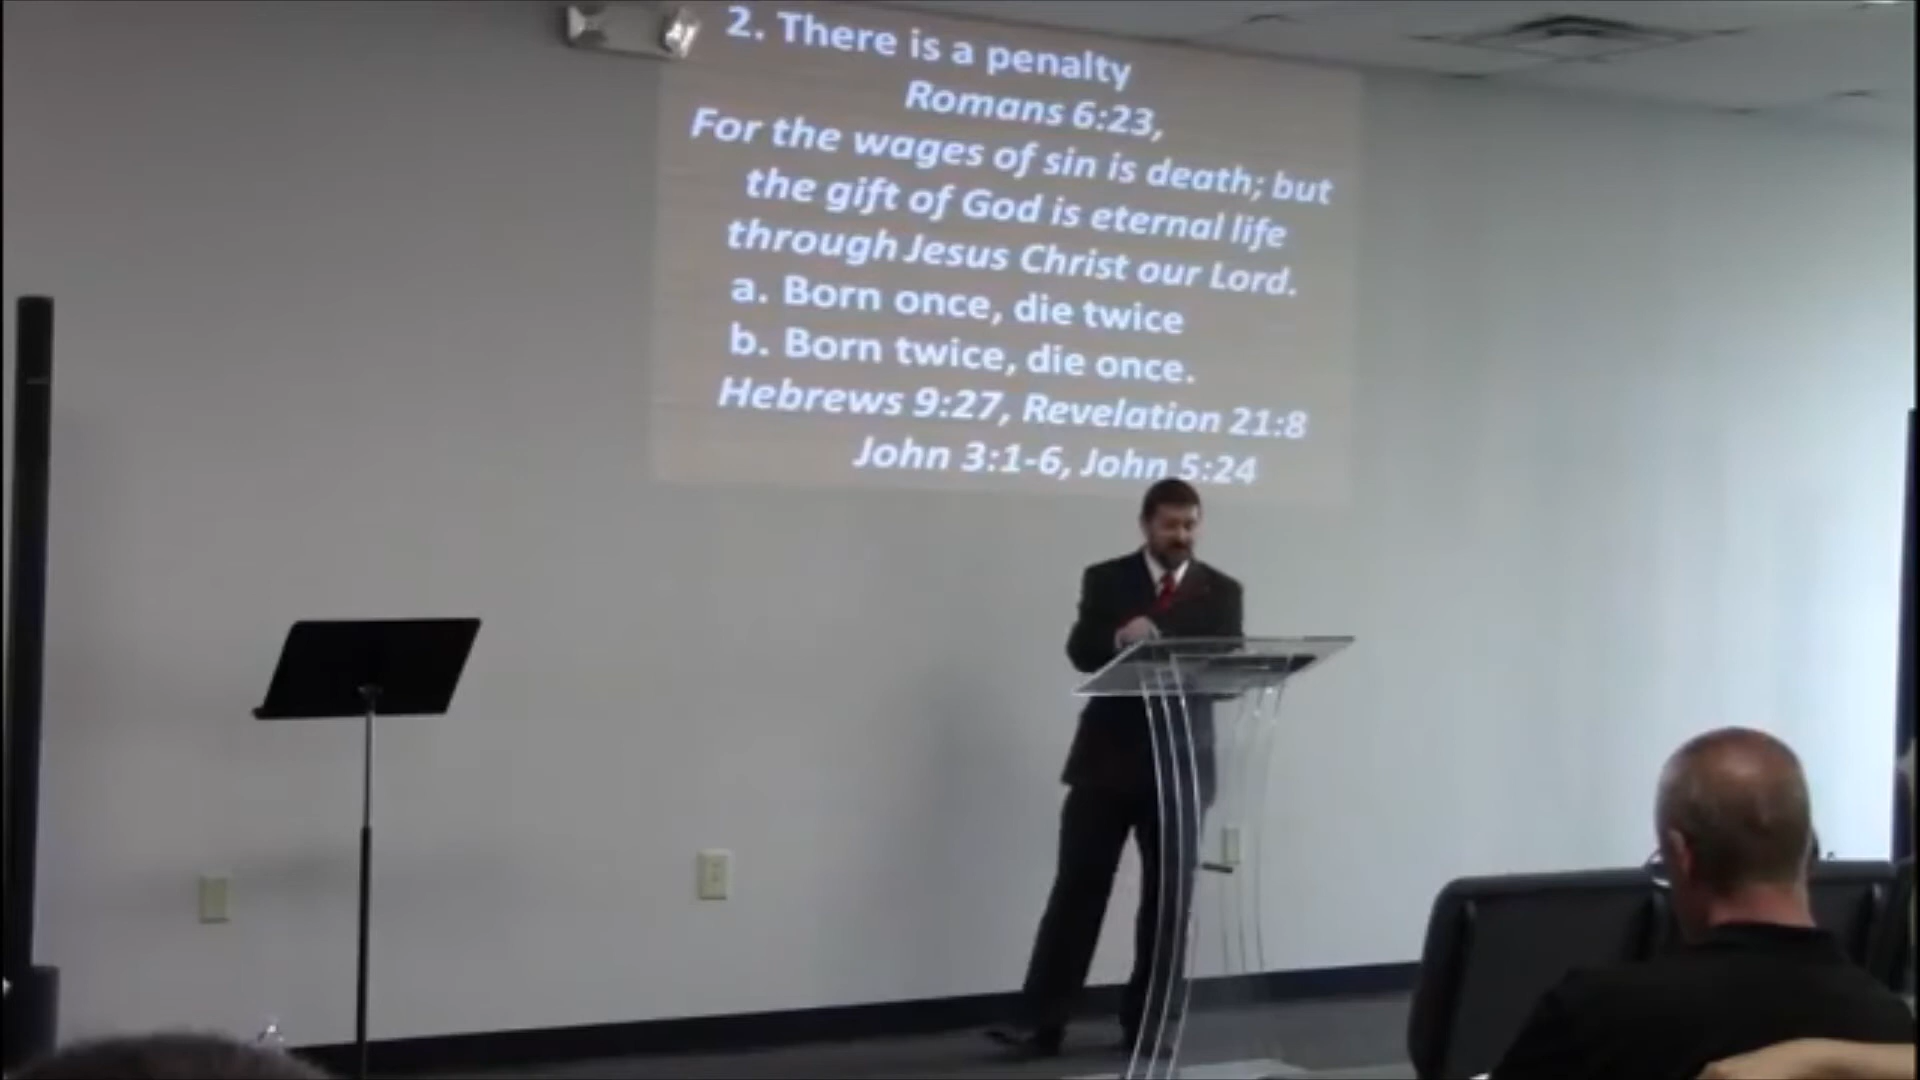 2. There is a penalty
Romans 6:23,
For the wages of sin is death; but
the gift of God is eternal life
through Jesus Christ our Lord.
a. Born once, die twice
b. Born twice, die once.
Hebrews 9:27, Revelation 21:8
John 3:1-6, John 5:24